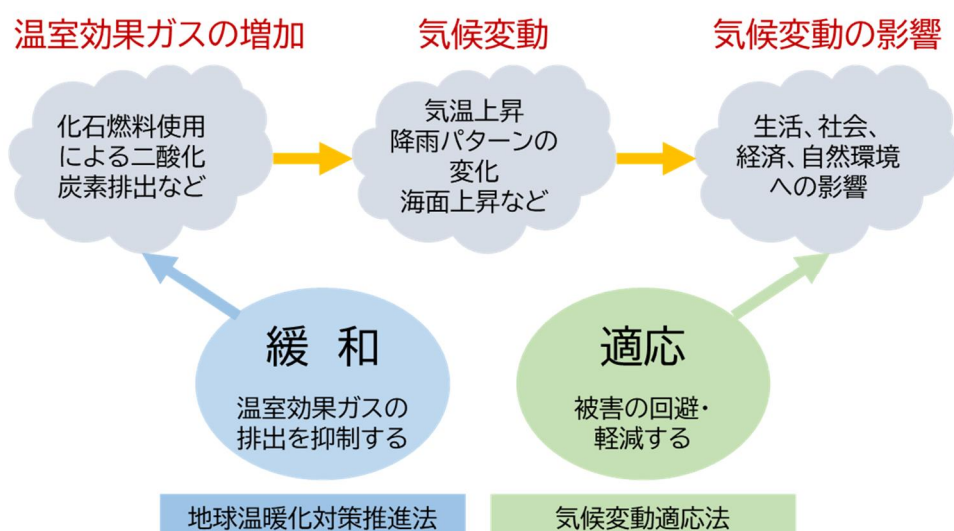 温室効果ガスの増加
気候変動
気候変動の影響
化石燃料使用
による二酸化
炭素排出など
気温上昇
降雨パターンの
変化
海面上昇など
生活、社会、
経済、自然環境
への影響
緩 和
温室効果ガスの
排出を抑制する
適応
被害の回避・
軽減する
地球温暖化対策推進法
気候変動適応法